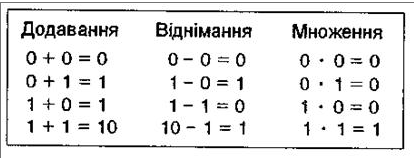 Додавання Віднімання Множення
0 + 0 = 0 0 − 0 = 0 0 · 0 = 0
0 + 1 = 1 1 − 0 = 1 0 · 1 = 0
1 + 0 = 1 1 − 1 = 0 1 · 0 = 0
1 + 1 = 10 10 − 1 = 1 1 · 1 = 1